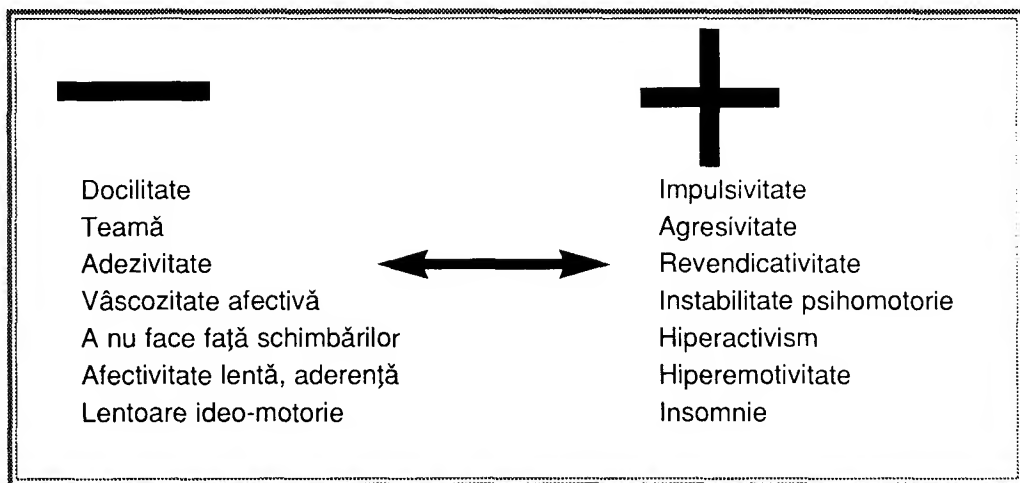 Docilitate
Teamă
Adezivitate
Vâscozitate afectivă
A nu face faţă schimbărilor
Afectivitate lentă, aderenţă
Lentoare ideo-motorie
Impulsivitate
Agresivitate
Revendicativitate
Instabilitate psihomotorie
Hiperactivism
Hiperemotivitate
Insomnie